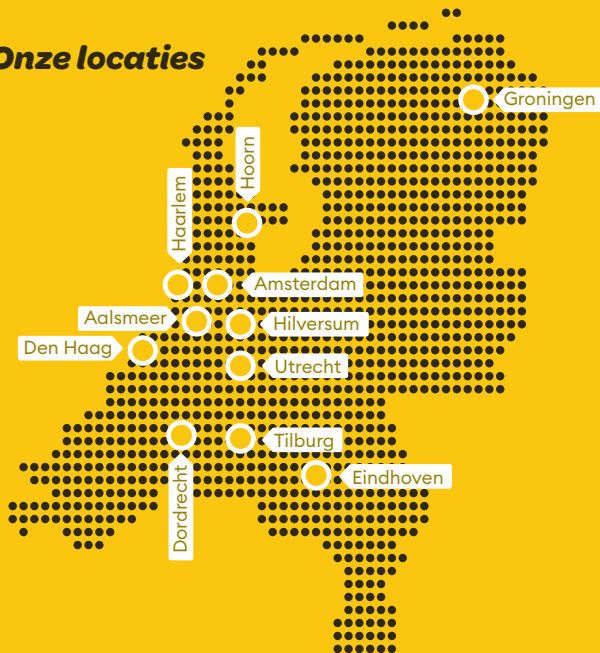 Onze locaties
Groningen
Hoorn
Haarlem
Amsterdam
Aalsmeer
Hilversum
Den Haag
Utrecht
Tilburg
Dordrecht
Eindhoven